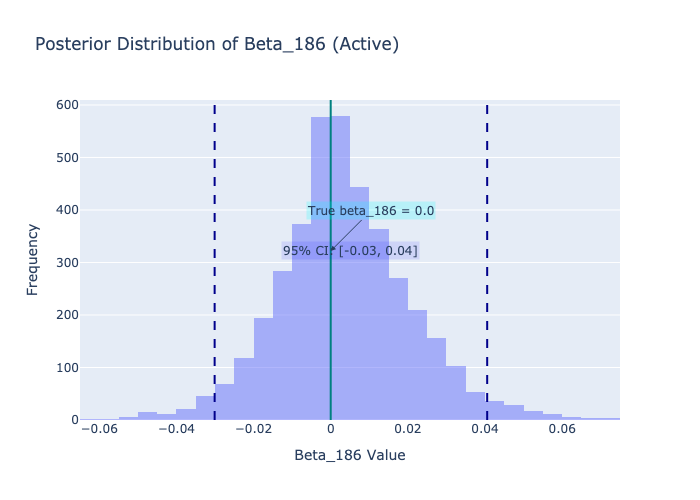 Posterior Distribution of Beta_186 (Active)
600
500
400
300
200
100
0
Frequency
True beta_186 = 0.0
95% CI: [-0.03, 0.04]
−0.06
−0.04
−0.02
0
0.02
0.04
0.06
Beta_186 Value